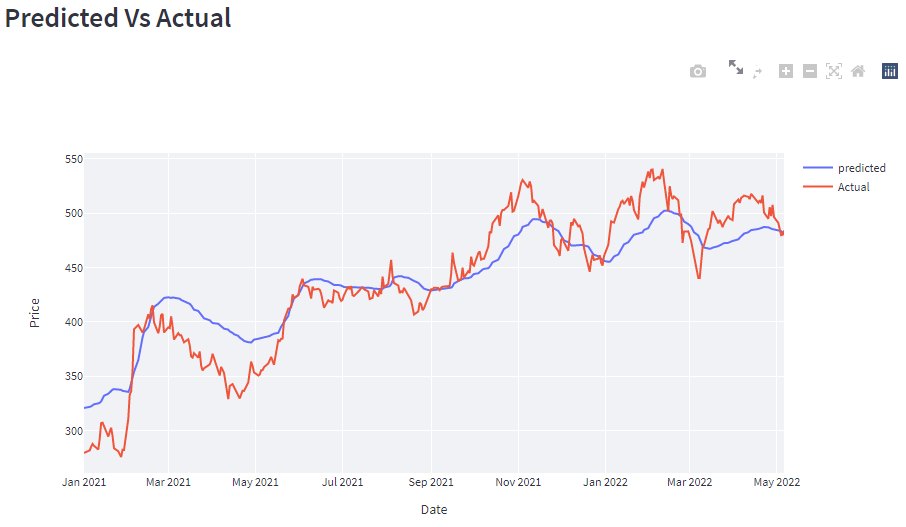 Predicted Vs Actual
550
500
450
400
350
300
Price
Jan 2021 Mar 2021 May 2021 Jul 2021 Sep 2021 Nov 2021 Jan 2022 Mar 2022 May 2022
Date
predicted
Actual